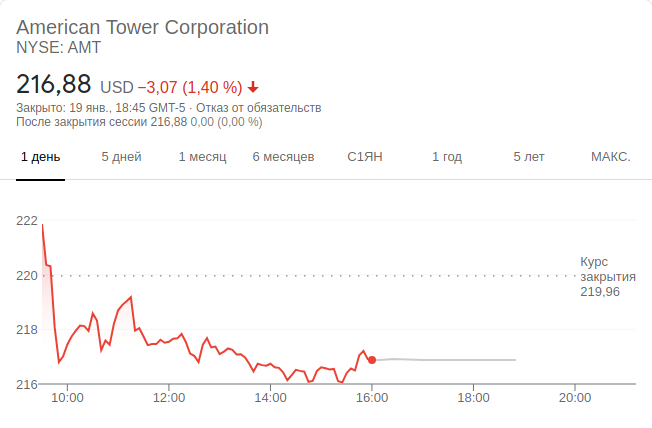 American Tower Corporation
NYSE: AMT
216,88 USD −3,07 (1,40 %)
Закрыто: 19 янв., 18:45 GMT-5 · Отказ от обязательств
После закрытия сессии 216,88 0,00 (0,00 %)
1 день 5 дней 1 месяц 6 месяцев С1ЯН 1 год 5 лет МАКС.
222
220
218
216
Курс
закрытия
219,96
10:00 12:00 14:00 16:00 18:00 20:00